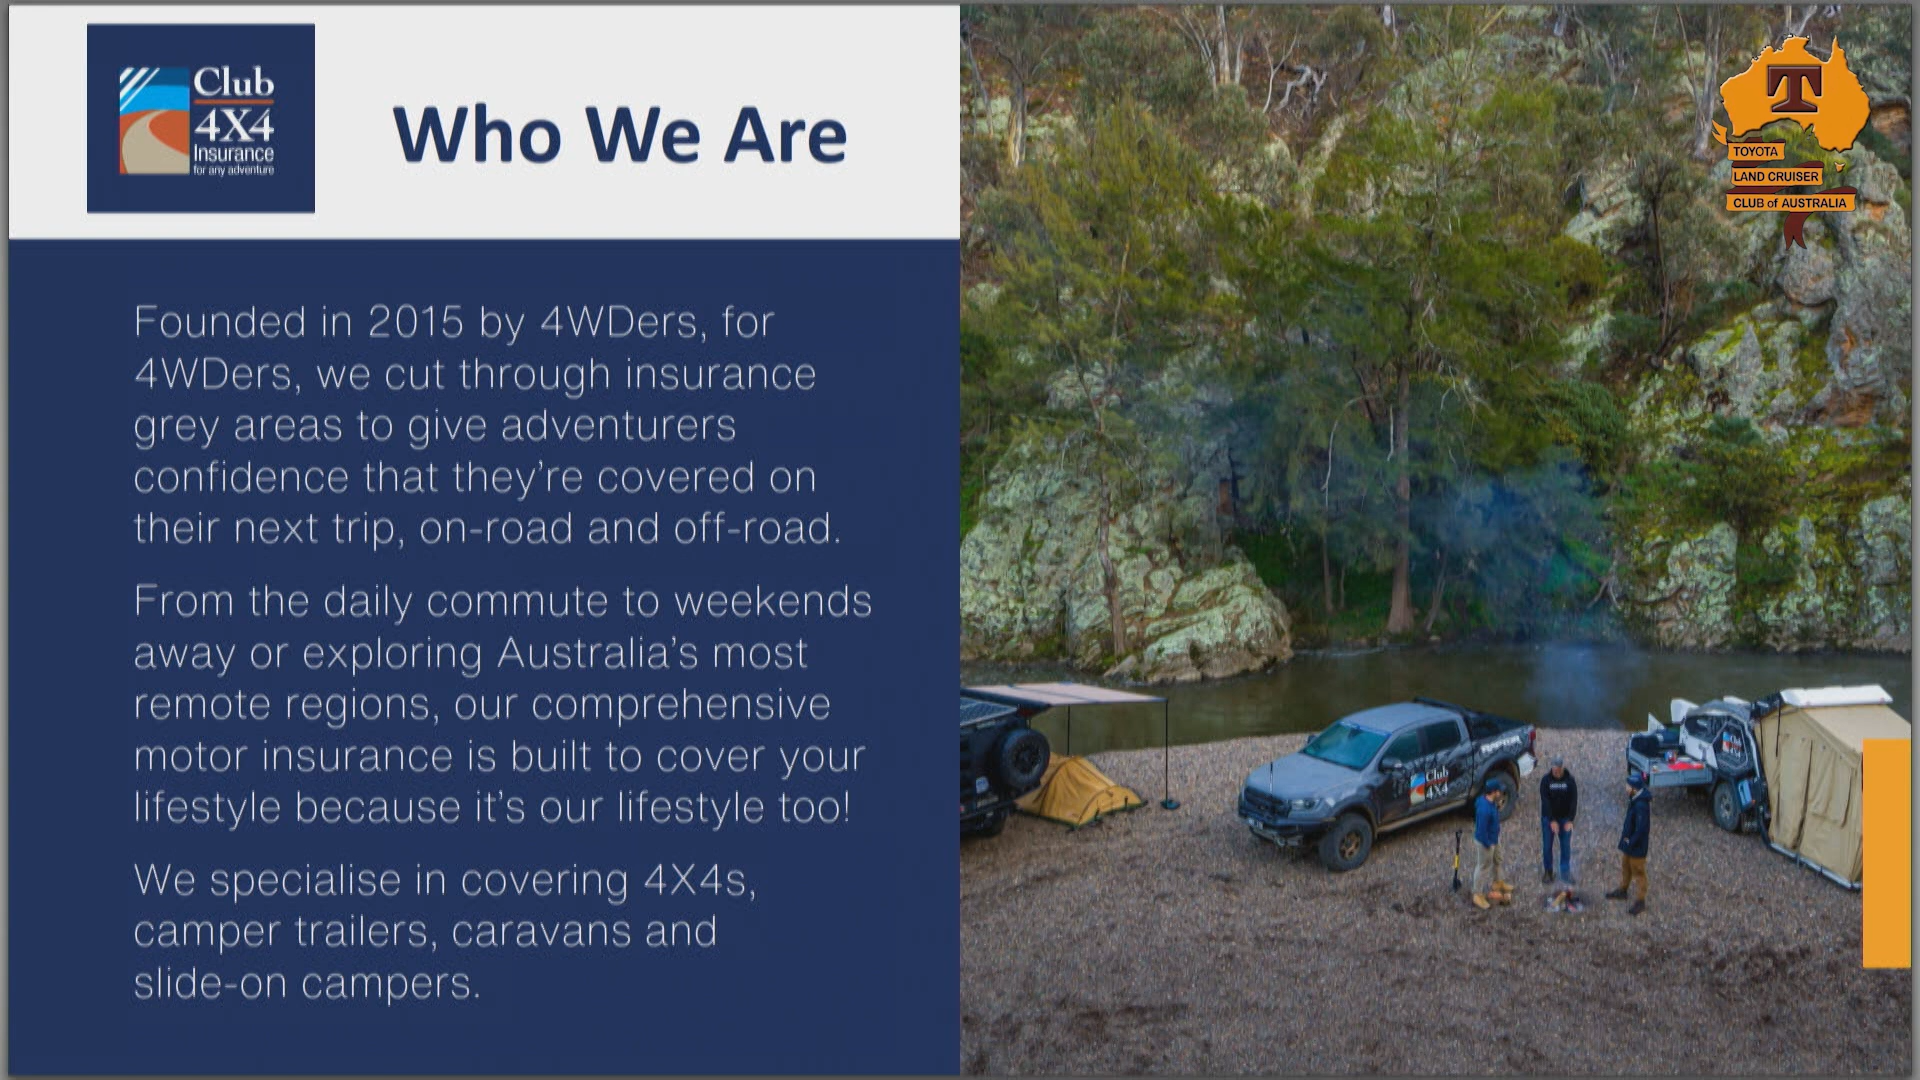 Club
4X4
Insurance
for any adventure
Who We Are
Founded in 2015 by 4WDers, for
4WDers, we cut through insurance
grey areas to give adventurers
confidence that they’re covered on
their next trip, on-road and off-road.
From the daily commute to weekends
away or exploring Australia’s most
remote regions, our comprehensive
motor insurance is built to cover your
lifestyle because it’s our lifestyle too!
We specialise in covering 4X4s,
camper trailers, caravans and
slide-on campers.
T
TOYOTA
LAND CRUISER
CLUB of AUSTRALIA
RAPTOR
Club
4X4